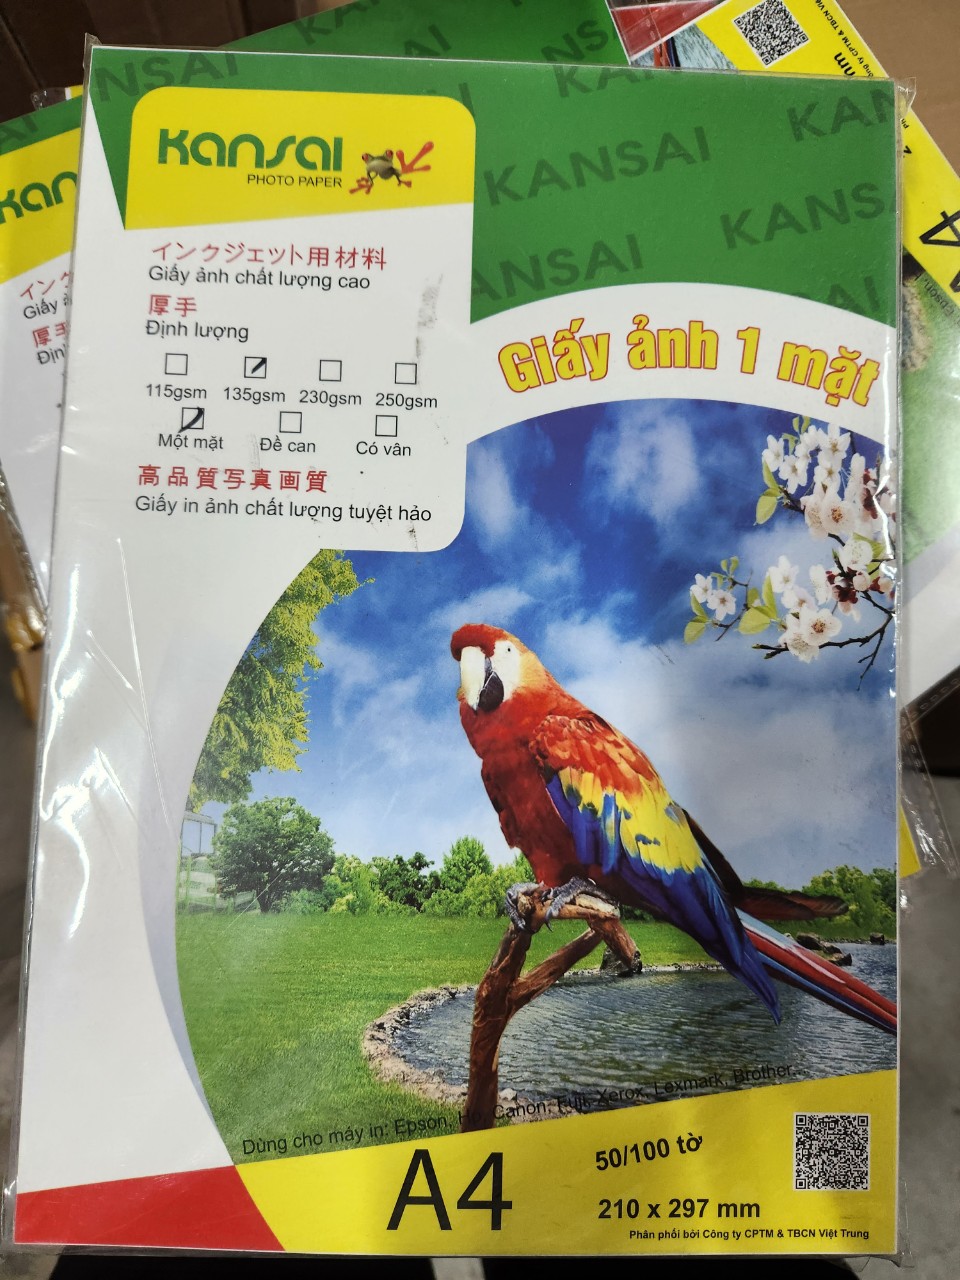 Kansai
PHOTO PAPER
インクジェット用材料
Giấy ảnh chất lượng cao
厚手
Định lượng
115gsm 135gsm 230gsm 250gsm
Một mặt Đề can Có vân
高品質写真画質
Giấy in ảnh chất lượng tuyệt hảo
KANSAI
KANSAI
KANSAI
Giấy ảnh 1 mặt
Dùng cho máy in: Epson, Hp, Canon, Fuji, Xerox, Lexmark, Brother...
A4
50/100 tờ
210 x 297 mm
Phân phối bởi Công ty CPTM & TBCN Việt Trung